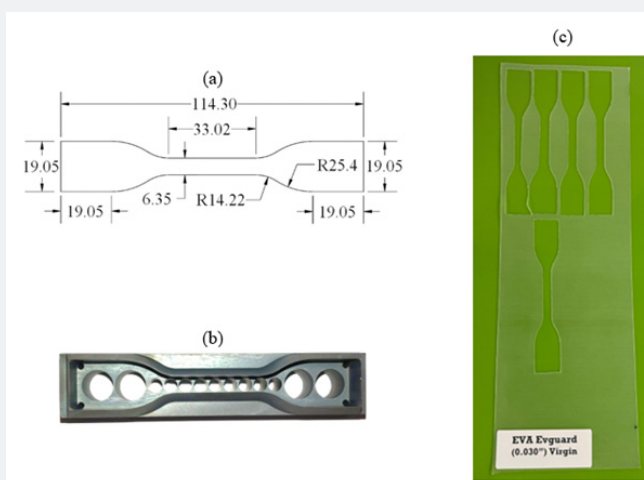 (a)
114.30
33.02
19.05
R25.4
19.05
6.35
R14.22
19.05
19.05
(b)
(c)
EVA Evguard
(0.030") Virgin